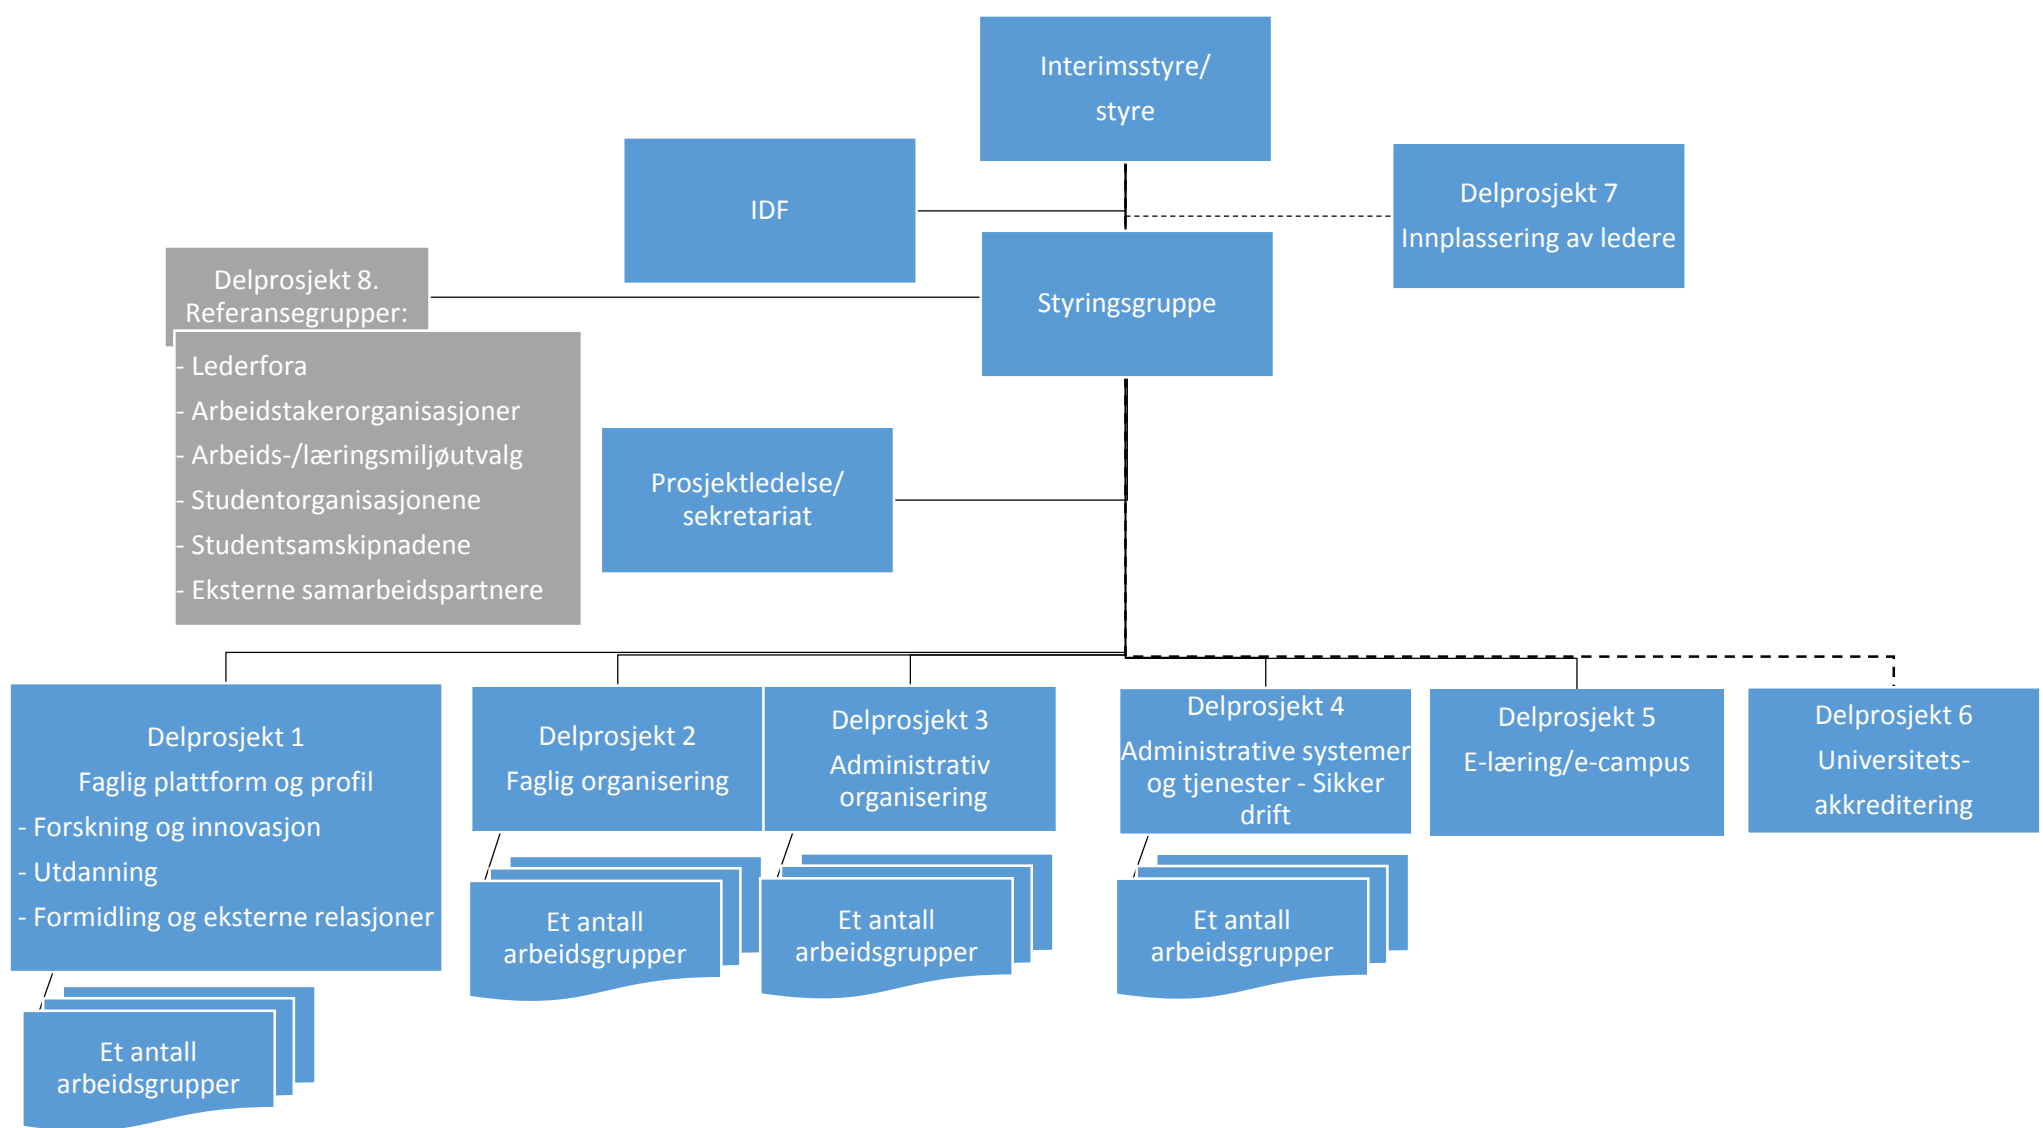 Interimsstyre/
styre
IDF
Delprosjekt 7
Innplassering av ledere
Styringsgruppe
Delprosjekt 8.
Referansegrupper:
- Lederfora
- Arbeidstakerorganisasjoner
- Arbeids-/læringsmiljøutvalg
- Studentorganisasjonene
- Studentsamskipnadene
- Eksterne samarbeidspartnere
Prosjektledelse/
sekretariat
Delprosjekt 1
Faglig plattform og profil
- Forskning og innovasjon
- Utdanning
- Formidling og eksterne relasjoner
Et antall
arbeidsgrupper
Delprosjekt 2
Faglig organisering
Et antall
arbeidsgrupper
Delprosjekt 3
Administrativ
organisering
Et antall
arbeidsgrupper
Delprosjekt 4
Administrative systemer
og tjenester - Sikker
drift
Et antall
arbeidsgrupper
Delprosjekt 5
E-læring/e-campus
Delprosjekt 6
Universitets-
akkreditering